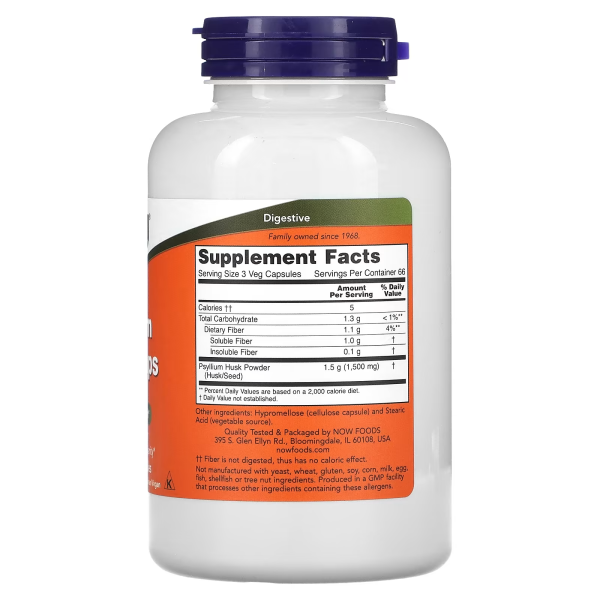 Digestive
Family owned since 1968.
Supplement Facts
Serving Size 3 Veg Capsules Servings Per Container 66
Amount Per Serving % Daily Value
Calories †† 5
Total Carbohydrate 1.3 g < 1%**
Dietary Fiber 1.1 g 4%**
Soluble Fiber 1.0 g †
Insoluble Fiber 0.1 g †
Psyllium Husk Powder 1.5 g (1,500 mg) †
(Husk/Seed)
** Percent Daily Values are based on a 2,000 calorie diet.
† Daily Value not established.
Other ingredients: Hypromellose (cellulose capsule) and Stearic
Acid (vegetable source).
Quality Tested & Packaged by NOW FOODS
395 S. Glen Ellyn Rd., Bloomingdale, IL 60108, USA
nowfoods.com
†† Fiber is not digested, thus has no caloric effect.
Not manufactured with yeast, wheat, gluten, soy, corn, milk, egg,
fish, shellfish or tree nut ingredients. Produced in a GMP facility
that processes other ingredients containing these allergens.
K